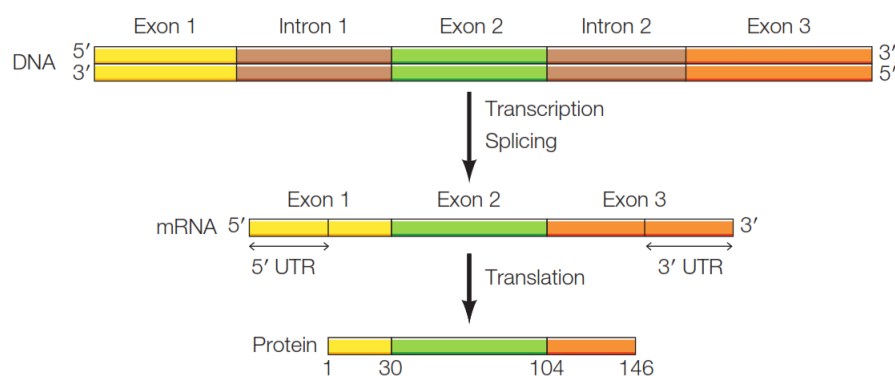 Exon 1 Intron 1 Exon 2 Intron 2 Exon 3
DNA 5′ 3′
3′ 5′
Transcription
Splicing
Exon 1 Exon 2 Exon 3
mRNA 5′ 3′
5′ UTR 3′ UTR
Translation
Protein
1 30 104 146